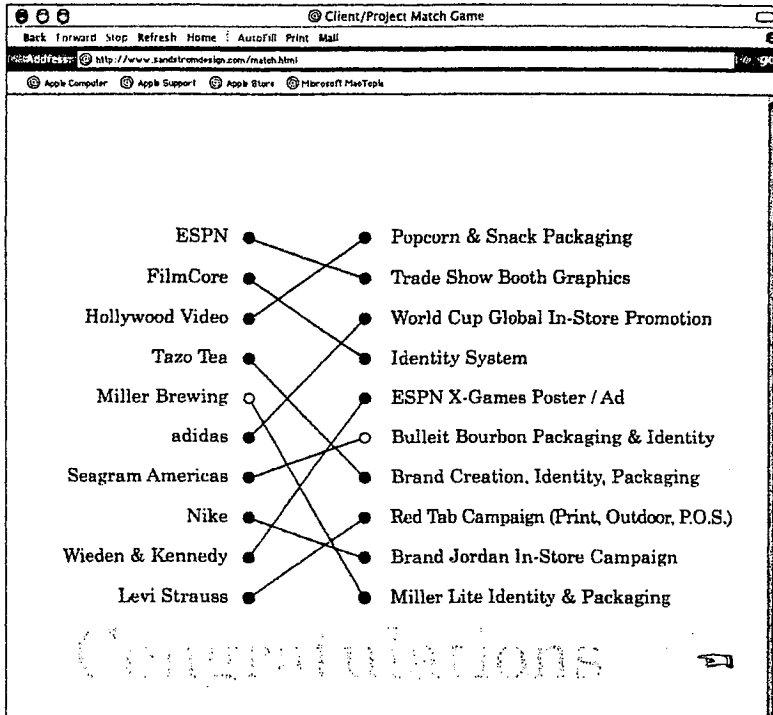 Client/Project Match Game
Back Forward Stop Refresh Home AutoFill Print Mail
Address: http://www.sandstromdesign.com/match.html go
Apple Computer Apple Support Apple Store Microsoft MacTopia
ESPN Popcorn & Snack Packaging
FilmCore Trade Show Booth Graphics
Hollywood Video World Cup Global In-Store Promotion
Tazo Tea Identity System
Miller Brewing ESPN X-Games Poster / Ad
adidas Bulleit Bourbon Packaging & Identity
Seagram Americas Brand Creation, Identity, Packaging
Nike Red Tab Campaign (Print, Outdoor, P.O.S.)
Wieden & Kennedy Brand Jordan In-Store Campaign
Levi Strauss Miller Lite Identity & Packaging
Congratulations